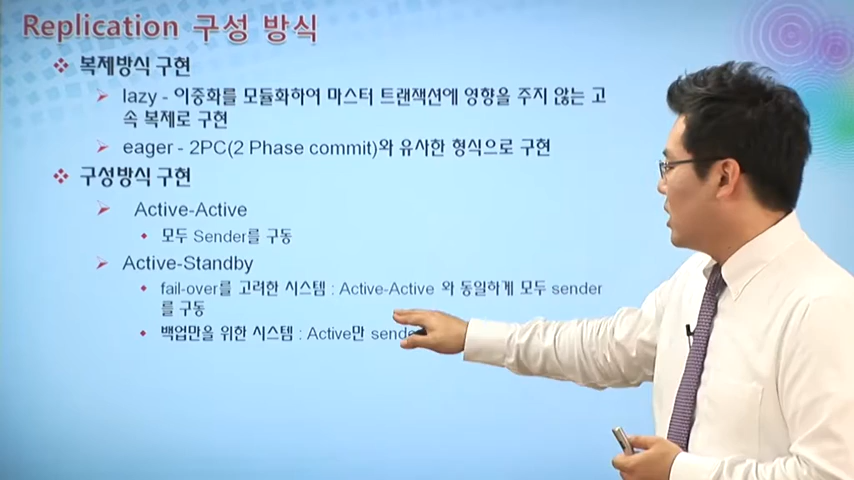 Replication 구성 방식
복제방식 구현
lazy - 이중화를 모듈화하여 마스터 트랜잭션에 영향을 주지 않는 고
속 복제로 구현
eager - 2PC(2 Phase commit)와 유사한 형식으로 구현
구성방식 구현
Active-Active
모두 Sender를 구동
Active-Standby
fail-over를 고려한 시스템 : Active-Active 와 동일하게 모두 sender
를 구동
백업만을 위한 시스템 : Active만